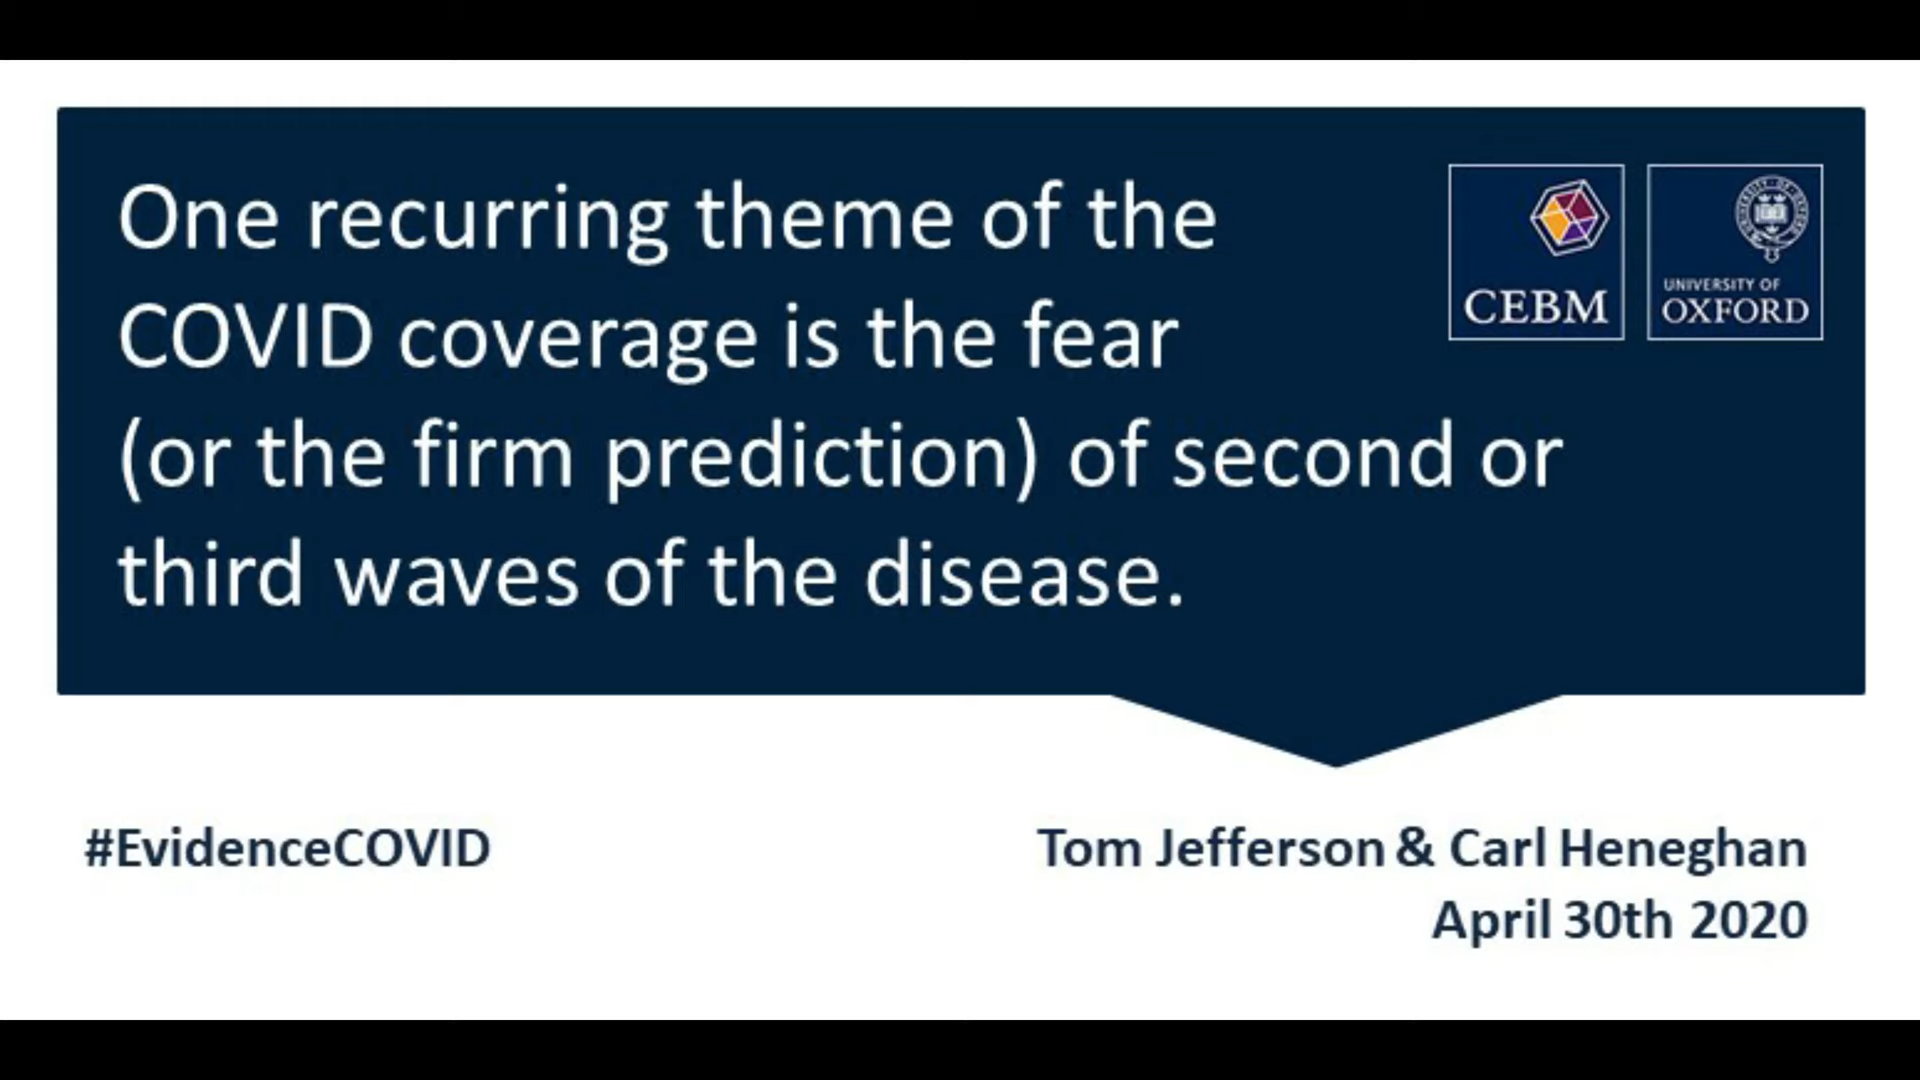 One recurring theme of the
COVID coverage is the fear
(or the firm prediction) of second or
third waves of the disease.
CEBM
UNIVERSITY OF
OXFORD
#EvidenceCOVID
Tom Jefferson & Carl Heneghan
April 30th 2020